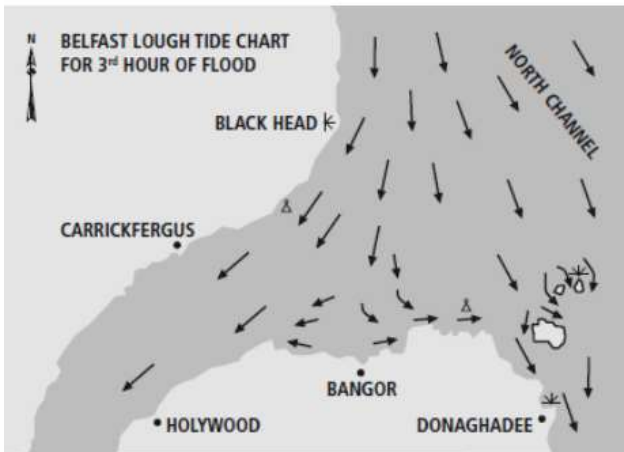 N
BELFAST LOUGH TIDE CHART
FOR 3rd HOUR OF FLOOD
NORTH CHANNEL
BLACK HEAD
CARRICKFERGUS
BANGOR
HOLYWOOD
DONAGHADEE